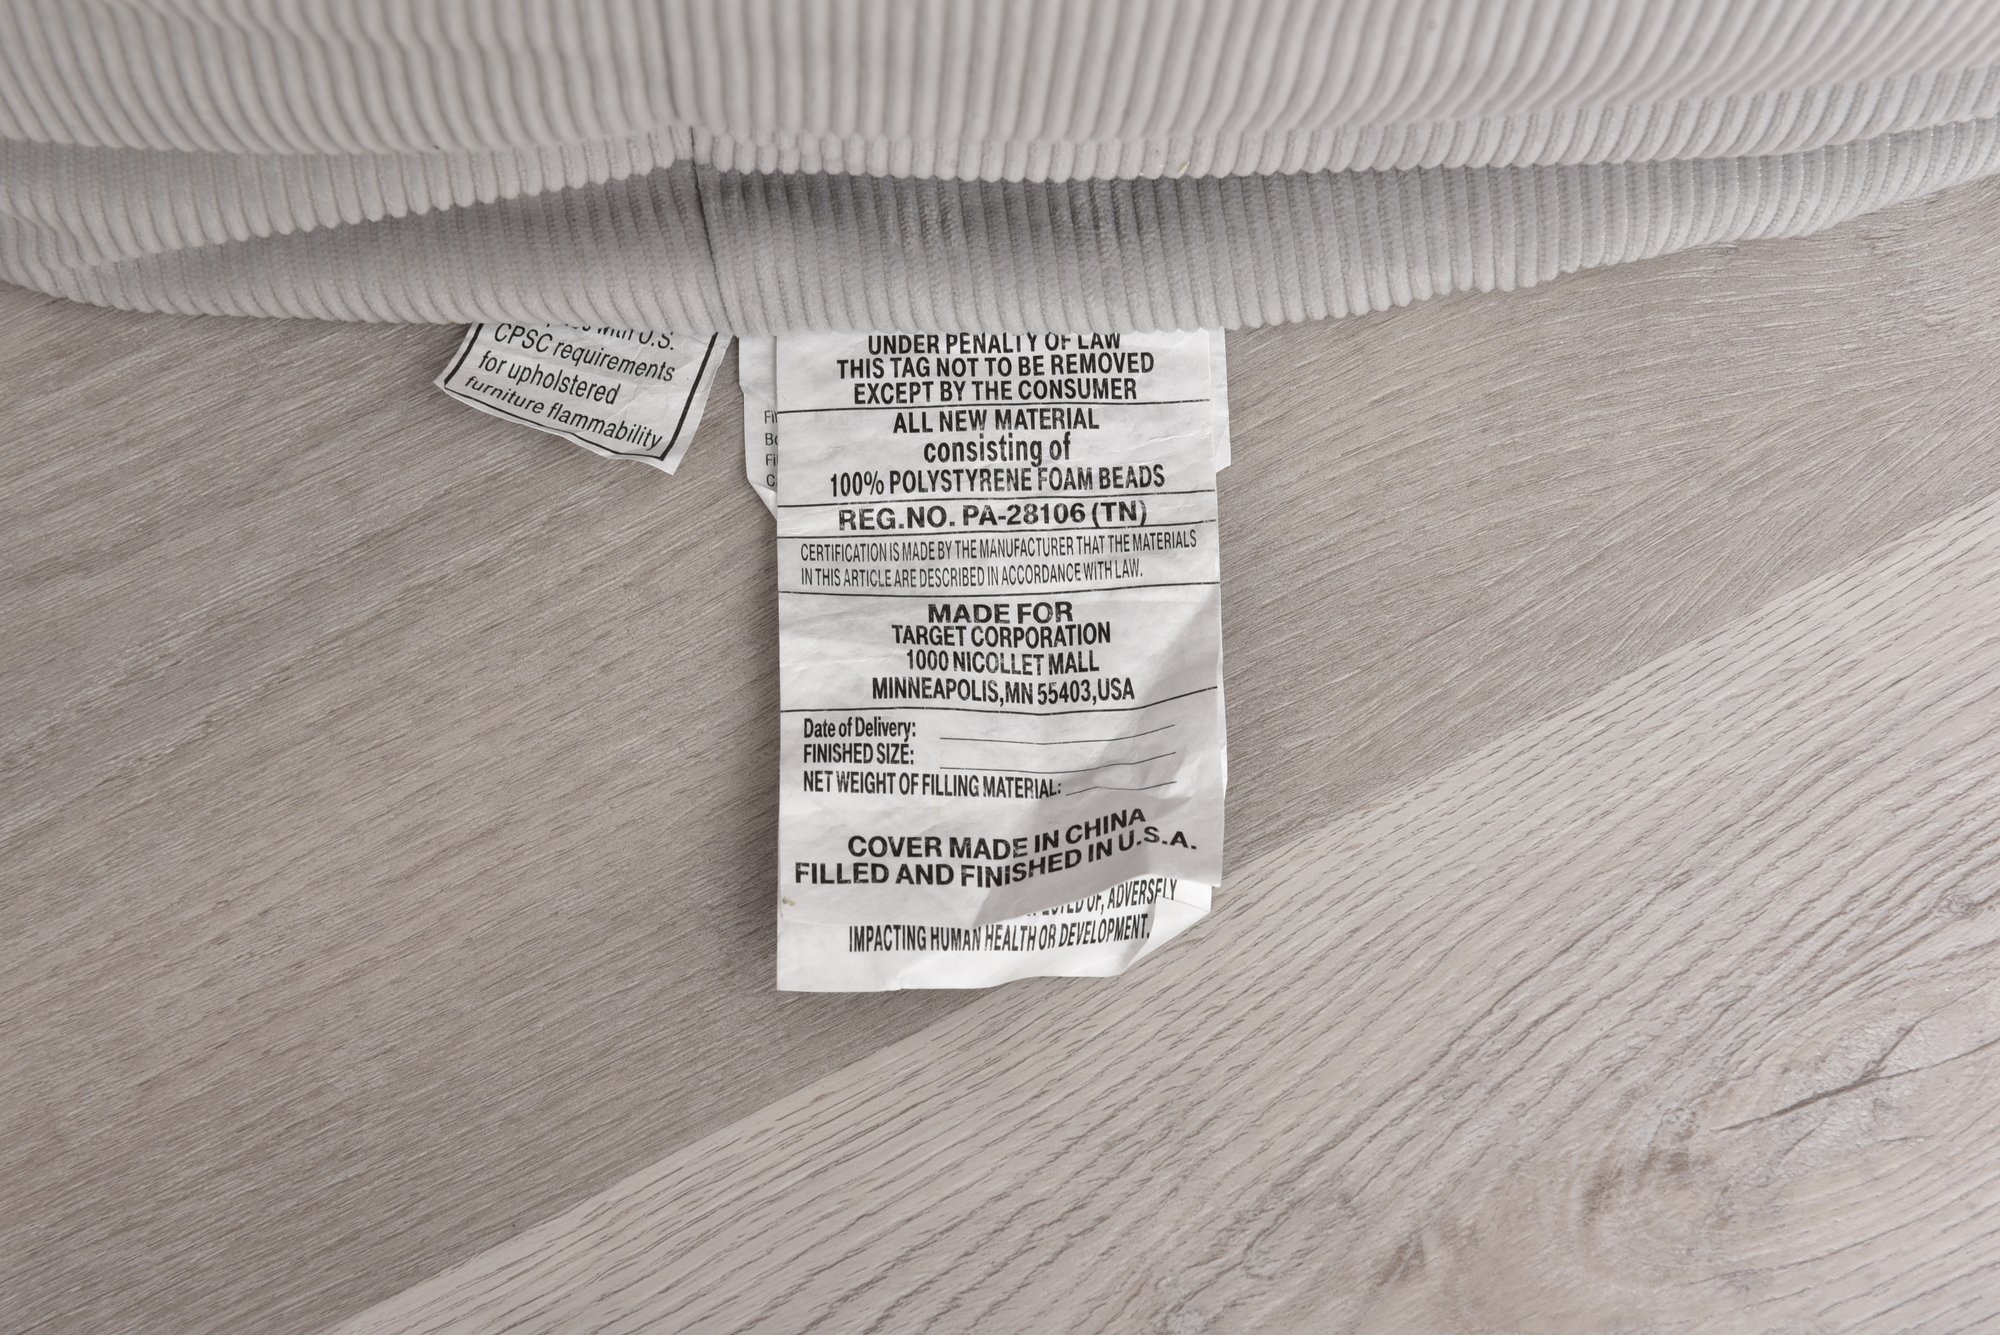 with U.S.
CPSC requirements
for upholstered
furniture flammability
UNDER PENALTY OF LAW
THIS TAG NOT TO BE REMOVED
EXCEPT BY THE CONSUMER
ALL NEW MATERIAL
consisting of
100% POLYSTYRENE FOAM BEADS
REG.NO. PA-28106 (TN)
CERTIFICATION IS MADE BY THE MANUFACTURER THAT THE MATERIALS
IN THIS ARTICLE ARE DESCRIBED IN ACCORDANCE WITH LAW.
MADE FOR
TARGET CORPORATION
1000 NICOLLET MALL
MINNEAPOLIS,MN 55403,USA
Date of Delivery:
FINISHED SIZE:
NET WEIGHT OF FILLING MATERIAL:
COVER MADE IN CHINA
FILLED AND FINISHED IN U.S.A.
OF, ADVERSELY
IMPACTING HUMAN HEALTH OR DEVELOPMENT.